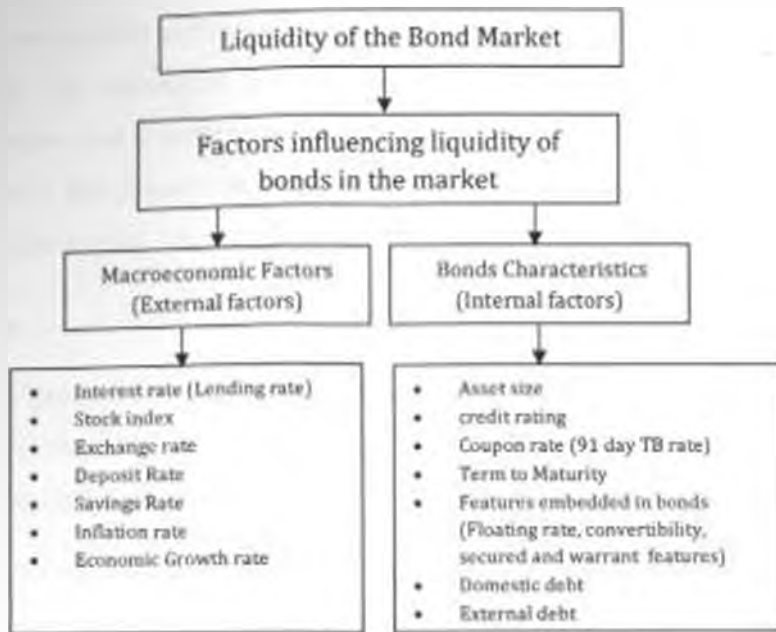 Liquidity of the Bond Market
Factors influencing liquidity of
bonds in the market
Macroeconomic Factors
(External factors)
Bonds Characteristics
(Internal factors)
• Interest rate (Lending rate)
• Stock index
• Exchange rate
• Deposit Rate
• Savings Rate
• Inflation rate
• Economic Growth rate
• Asset size
• credit rating
• Coupon rate (91 day TB rate)
• Term to Maturity
• Features embedded in bonds
(Floating rate, convertibility,
secured and warrant features)
• Domestic debt
• External debt